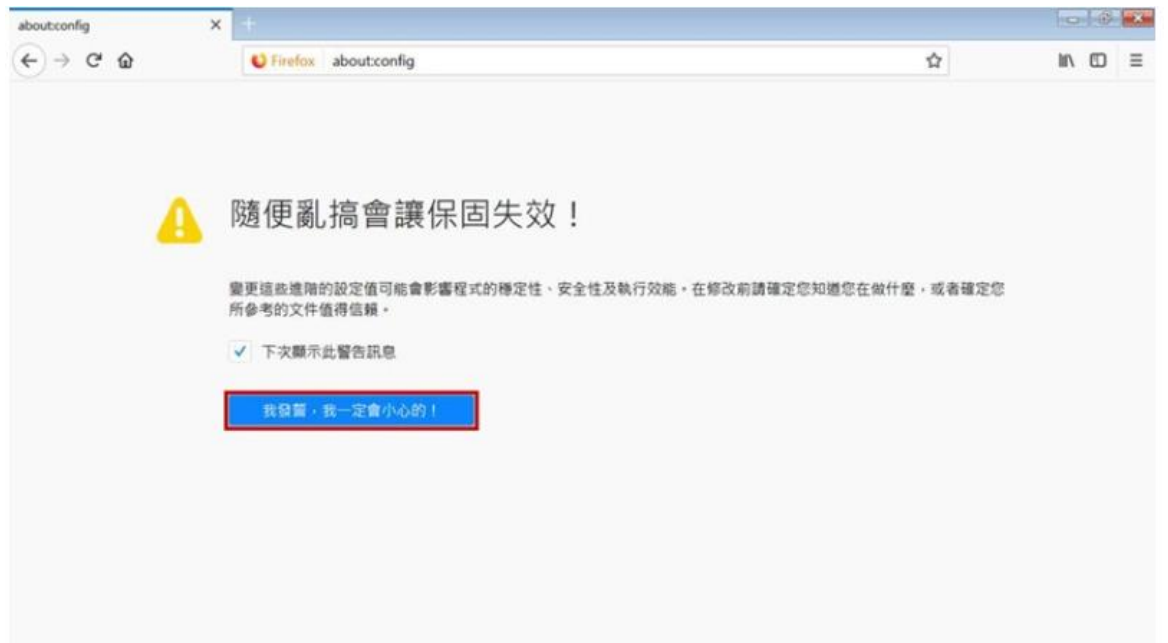 about:config
Firefox about:config
隨便亂搞會讓保固失效！
變更這些進階的設定值可能會影響程式的穩定性、安全性及執行效能。在修改前請確定您知道您在做什麼，或者確定您
所參考的文件值得信賴。
下次顯示此警告訊息
我發誓，我一定會小心的！